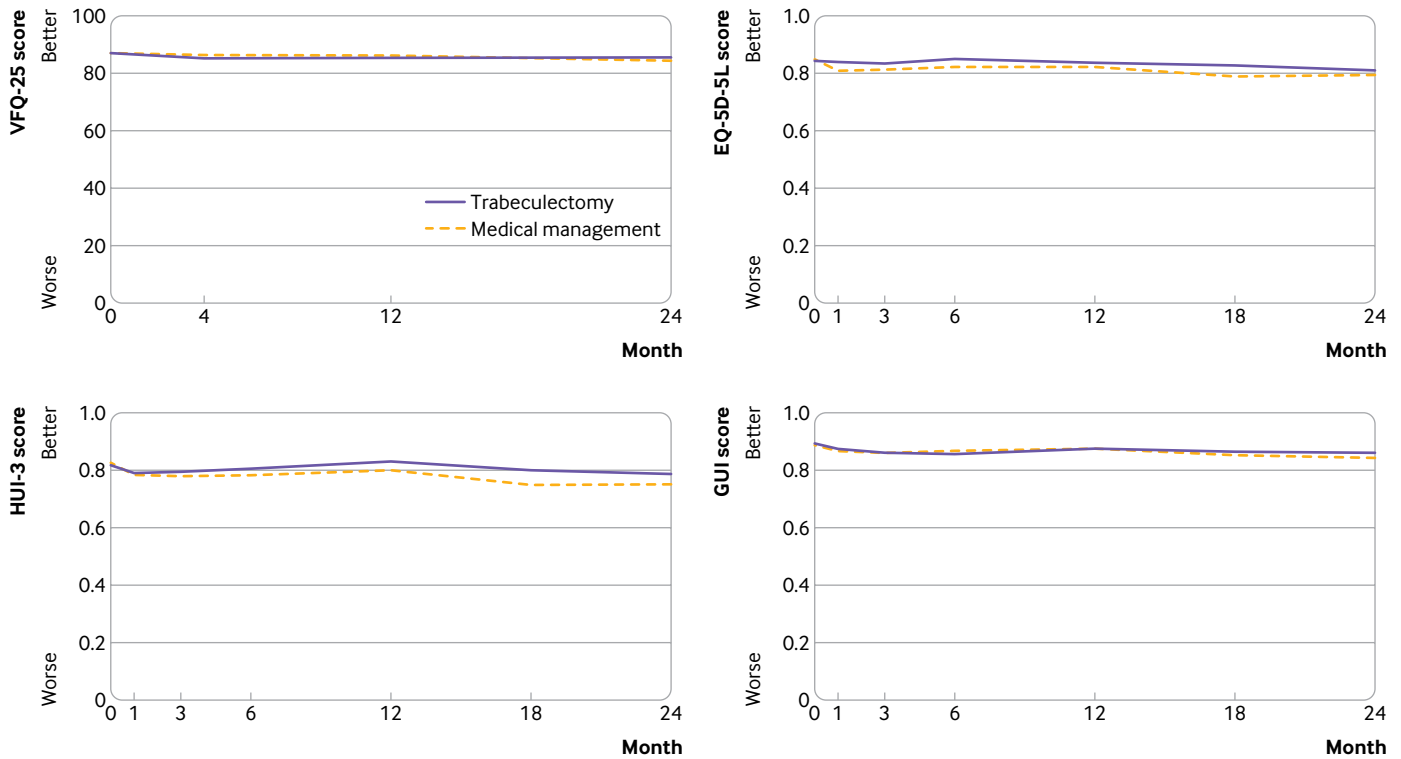 VFQ-25 score
Better
Worse
100
80
60
40
20
0
Trabeculectomy
Medical management
0 4 12 24
Month
EQ-5D-5L score
Better
Worse
1.0
0.8
0.6
0.4
0.2
0
0 1 3 6 12 18 24
Month
HUI-3 score
Better
Worse
1.0
0.8
0.6
0.4
0.2
0
0 1 3 6 12 18 24
Month
GUI score
Better
Worse
1.0
0.8
0.6
0.4
0.2
0
0 1 3 6 12 18 24
Month